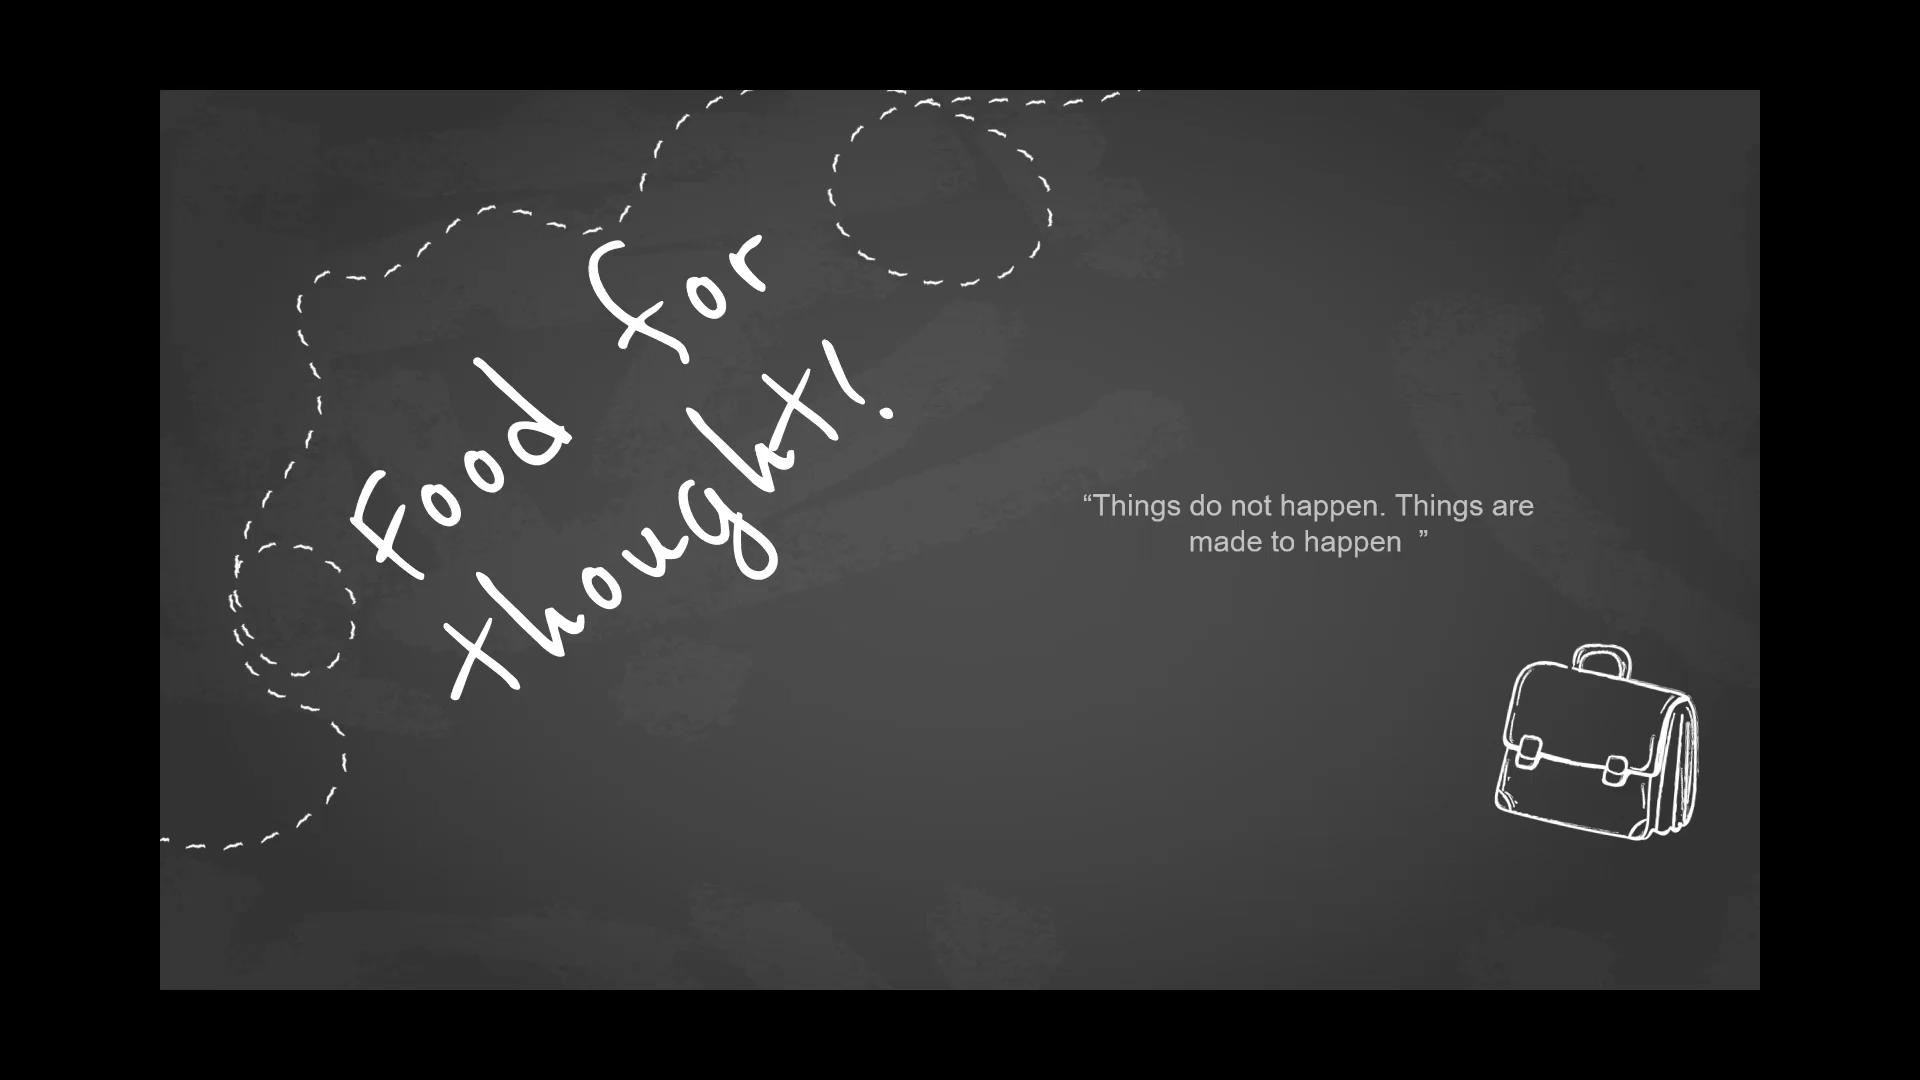 Food for
thought!
“Things do not happen. Things are
made to happen ”